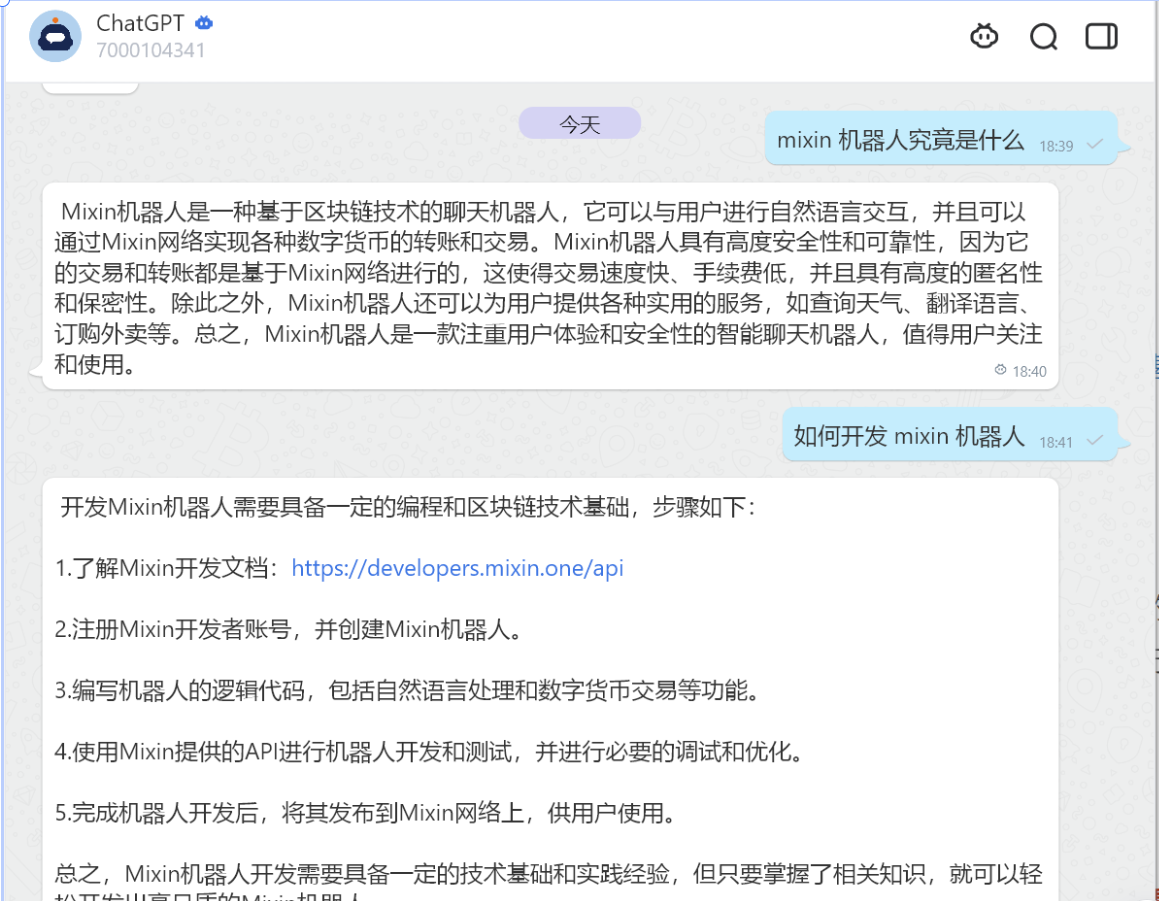 ChatGPT
7000104341
今天
mixin 机器人究竟是什么 18:39
Mixin机器人是一种基于区块链技术的聊天机器人，它可以与用户进行自然语言交互，并且可以
通过Mixin网络实现各种数字货币的转账和交易。Mixin机器人具有高度安全性和可靠性，因为它
的交易和转账都是基于Mixin网络进行的，这使得交易速度快、手续费低，并且具有高度的匿名性
和保密性。除此之外，Mixin机器人还可以为用户提供各种实用的服务，如查询天气、翻译语言、
订购外卖等。总之，Mixin机器人是一款注重用户体验和安全性的智能聊天机器人，值得用户关注
和使用。
18:40
如何开发 mixin 机器人 18:41
开发Mixin机器人需要具备一定的编程和区块链技术基础，步骤如下：
1.了解Mixin开发文档：https://developers.mixin.one/api
2.注册Mixin开发者账号，并创建Mixin机器人。
3.编写机器人的逻辑代码，包括自然语言处理和数字货币交易等功能。
4.使用Mixin提供的API进行机器人开发和测试，并进行必要的调试和优化。
5.完成机器人开发后，将其发布到Mixin网络上，供用户使用。
总之，Mixin机器人开发需要具备一定的技术基础和实践经验，但只要掌握了相关知识，就可以轻
松开发出高品质的Mixin机器人